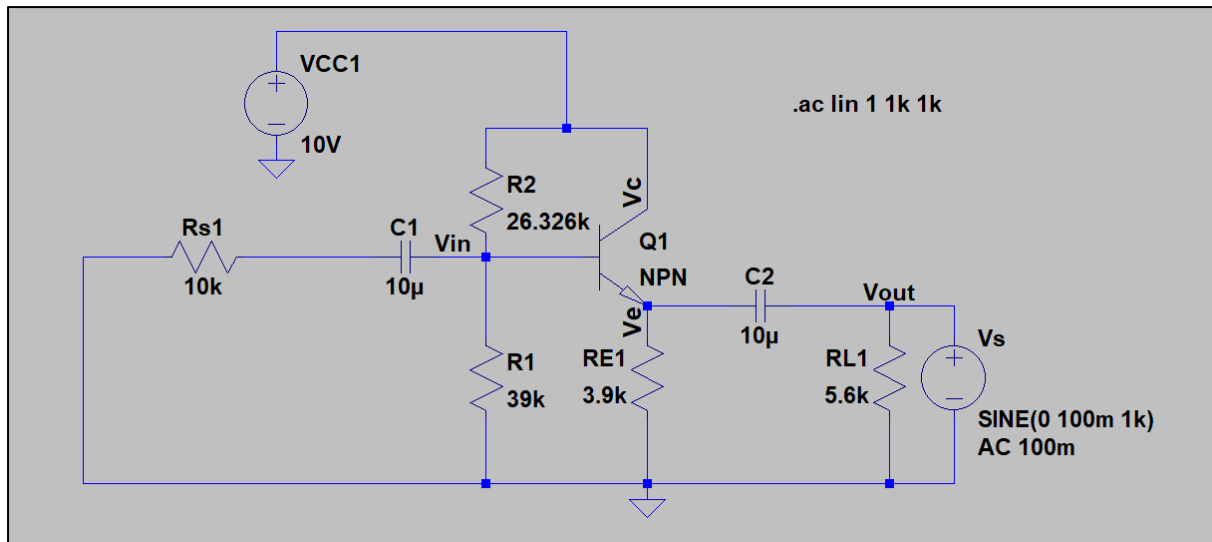 VCC1
10V
.ac lin 1 1k 1k
R2
26.326k
Vc
Rs1
10k
C1
10µ
Vin
Q1
NPN
Ve
C2
10µ
Vout
R1
39k
RE1
3.9k
RL1
5.6k
Vs
SINE(0 100m 1k)
AC 100m